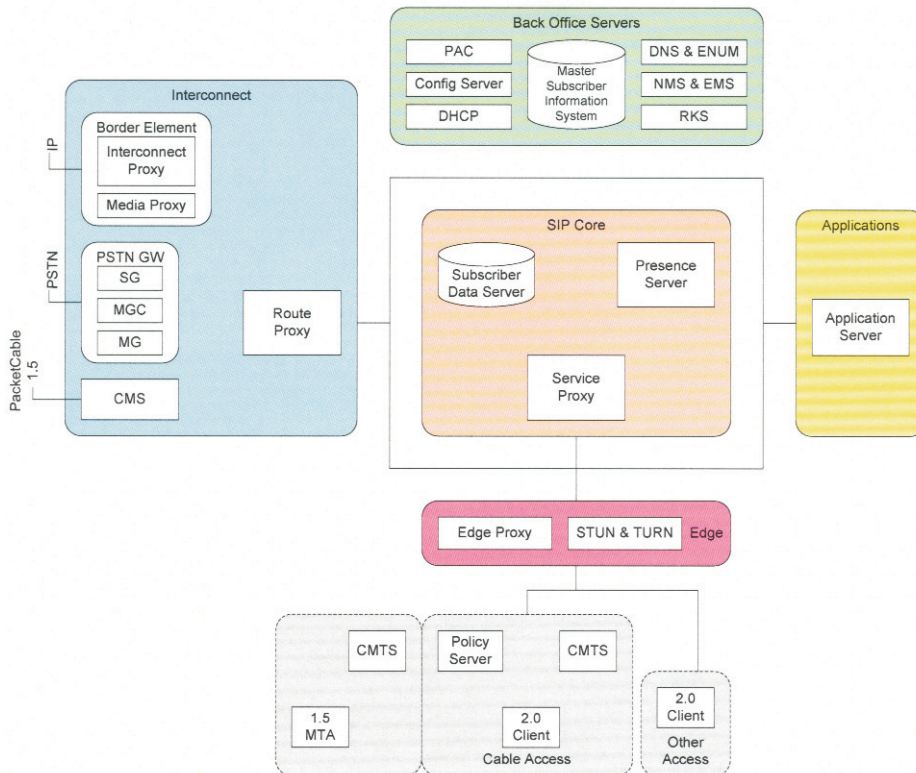 Back Office Servers
PAC
Config Server
DHCP
Master
Subscriber
Information
System
DNS & ENUM
NMS & EMS
RKS
Interconnect
Border Element
Interconnect
Proxy
Media Proxy
IP
PSTN GW
SG
MGC
MG
PSTN
Route
Proxy
CMS
PacketCable
1.5
SIP Core
Subscriber
Data Server
Presence
Server
Service
Proxy
Applications
Application
Server
Edge Proxy
STUN & TURN
Edge
CMTS
1.5
MTA
Policy
Server
CMTS
2.0
Client
Cable Access
2.0
Client
Other
Access